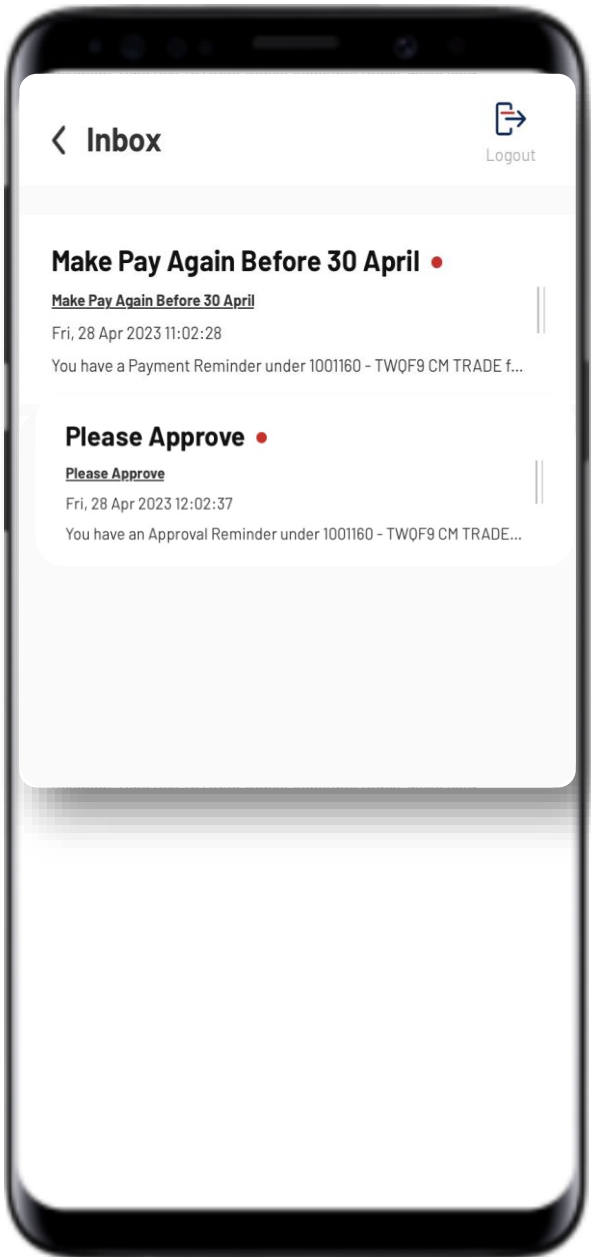 Inbox
Logout
Make Pay Again Before 30 April
Make Pay Again Before 30 April
Fri, 28 Apr 2023 11:02:28
You have a Payment Reminder under 1001160 - TWQF9 CM TRADE f...
Please Approve
Please Approve
Fri, 28 Apr 2023 12:02:37
You have an Approval Reminder under 1001160 - TWQF9 CM TRADE...